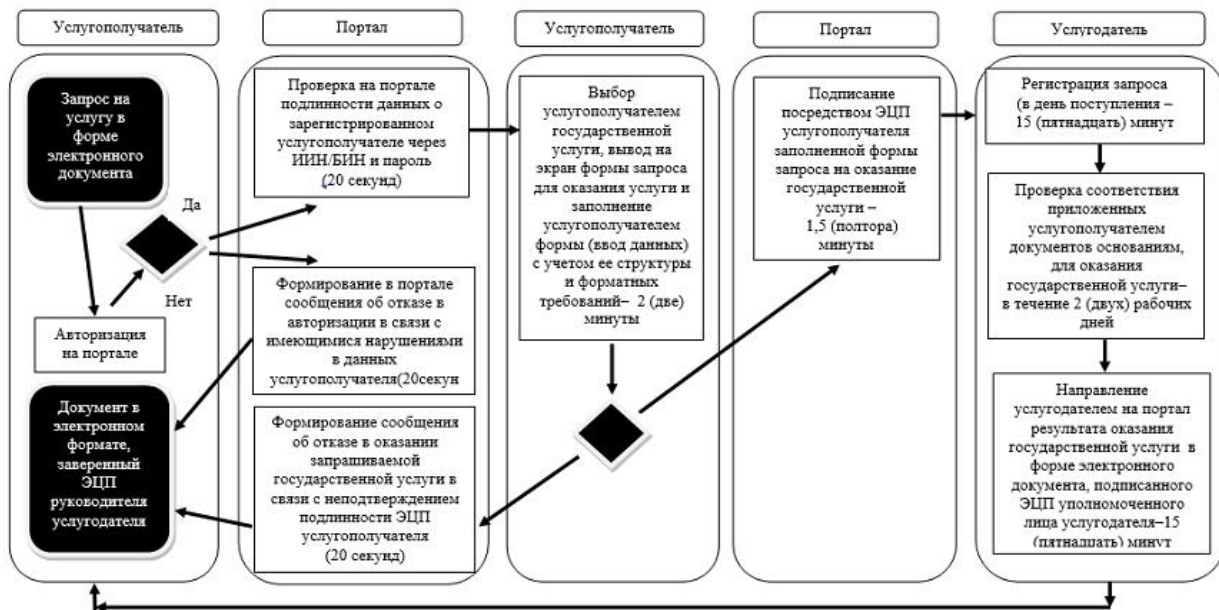 Услугополучатель
Портал
Услугополучатель
Портал
Услугодатель
Запрос на
услугу в
форме
электронного
документа
Да
Нет
Авторизация
на портале
Документ в
электронном
формате,
заверенный
ЭЦП
руководителя
услугодателя
Проверка на портале
подлинности данных о
зарегистрированном
услугополучателе через
ИИН/БИН и пароль
(20 секунд)
Формирование в портале
сообщения об отказе в
авторизации в связи с
имеющимися нарушениями
в данных
услугополучателя(20секун
Формирование сообщения
об отказе в оказании
запрашиваемой
государственной услуги в
связи с неподтверждением
подлинности ЭЦП
услугополучателя
(20 секунд)
Выбор
услугополучателем
государственной
услуги, вывод на
экран формы запроса
для оказания услуги и
заполнение
услугополучателем
формы (ввод данных)
с учетом ее структуры
и форматных
требований– 2 (две)
минуты
Подписание
посредством ЭЦП
услугополучателя
заполненной формы
запроса на оказание
государственной
услуги –
1,5 (полтора)
минуты
Регистрация запроса
(в день поступления –
15 (пятнадцать) минут
Проверка соответствия
приложенных
услугополучателем
документов основаниям,
для оказания
государственной услуги–
в течение 2 (двух) рабочих
дней
Направление
услугодателем на портал
результата оказания
государственной услуги в
форме электронного
документа, подписанного
ЭЦП уполномоченного
лица услугодателя–15
(пятнадцать) минут